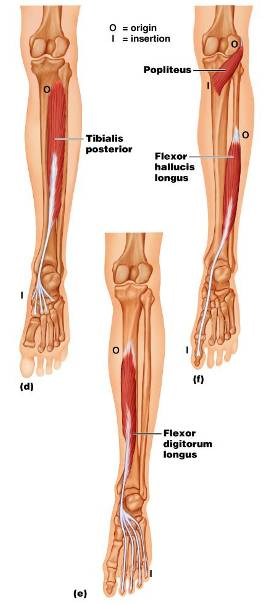 O = origin
I = insertion
O
Tibialis
posterior
I
(d)
O
Popliteus
I
O
Flexor
hallucis
longus
I
(f)
O
Flexor
digitorum
longus
I
(e)